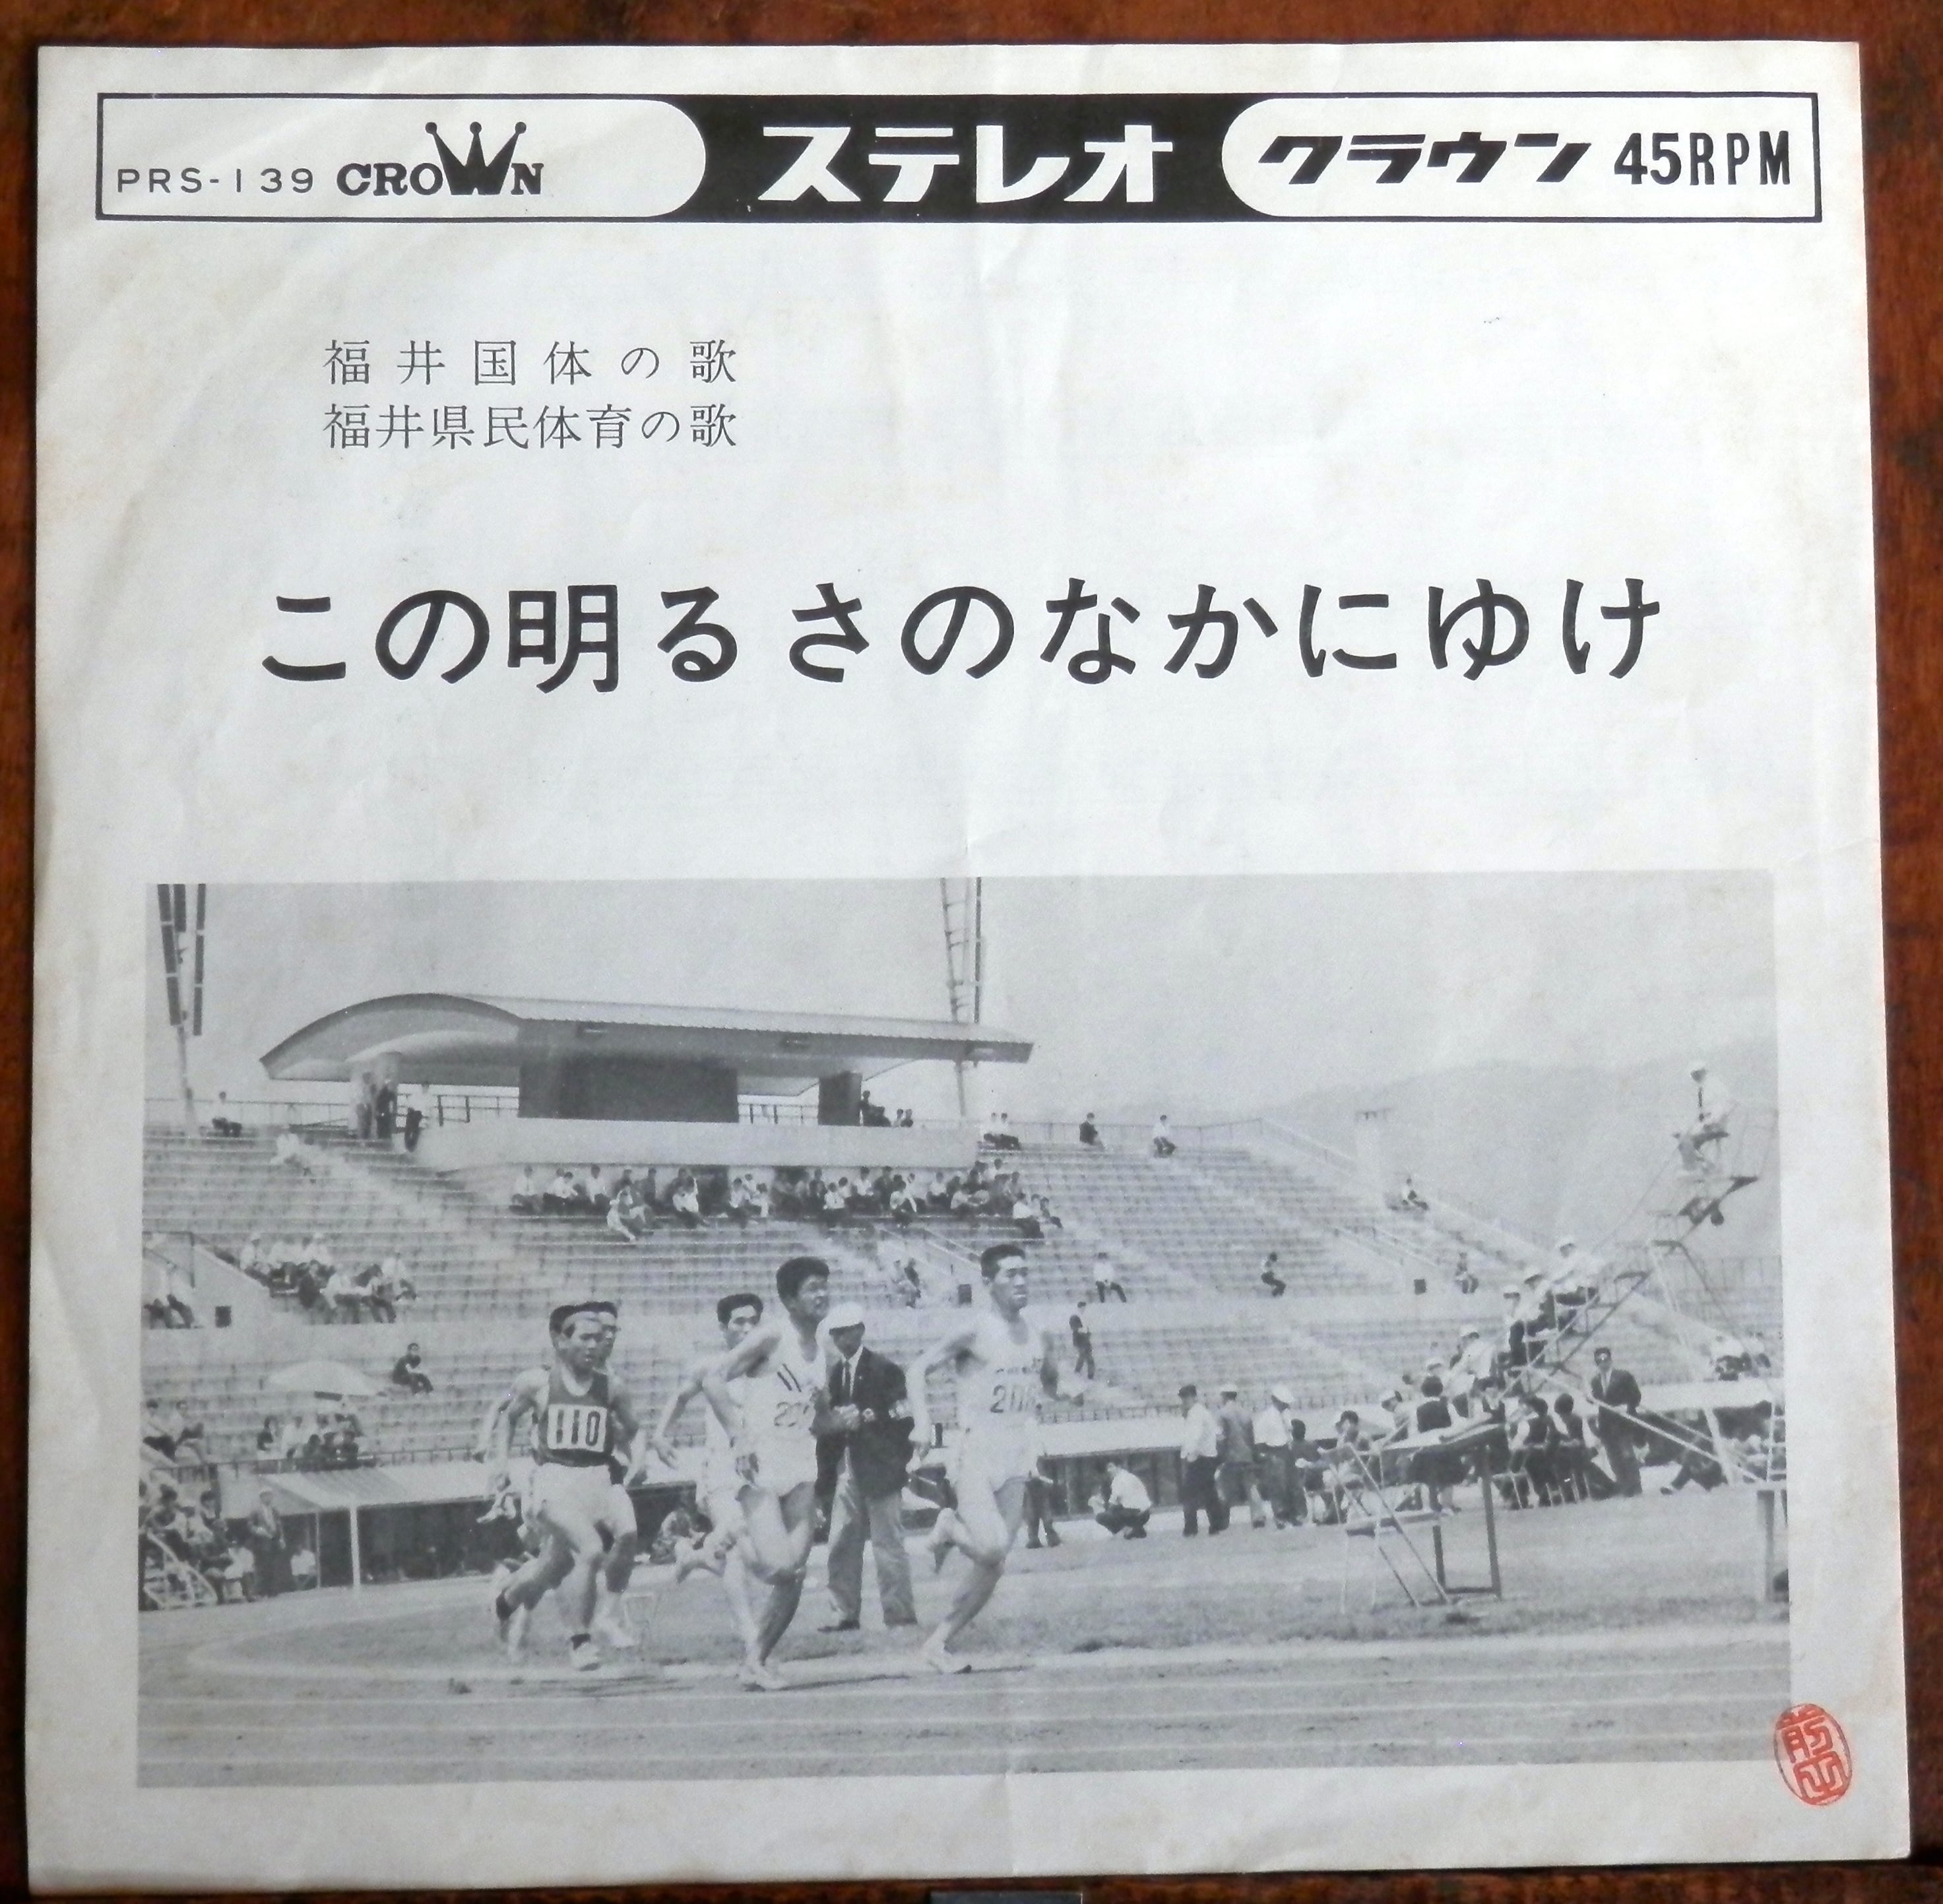 PRS-139 CROWN ステレオ クラウン 45RPM
福井国体の歌
福井県民体育の歌
この明るさのなかにゆけ
110